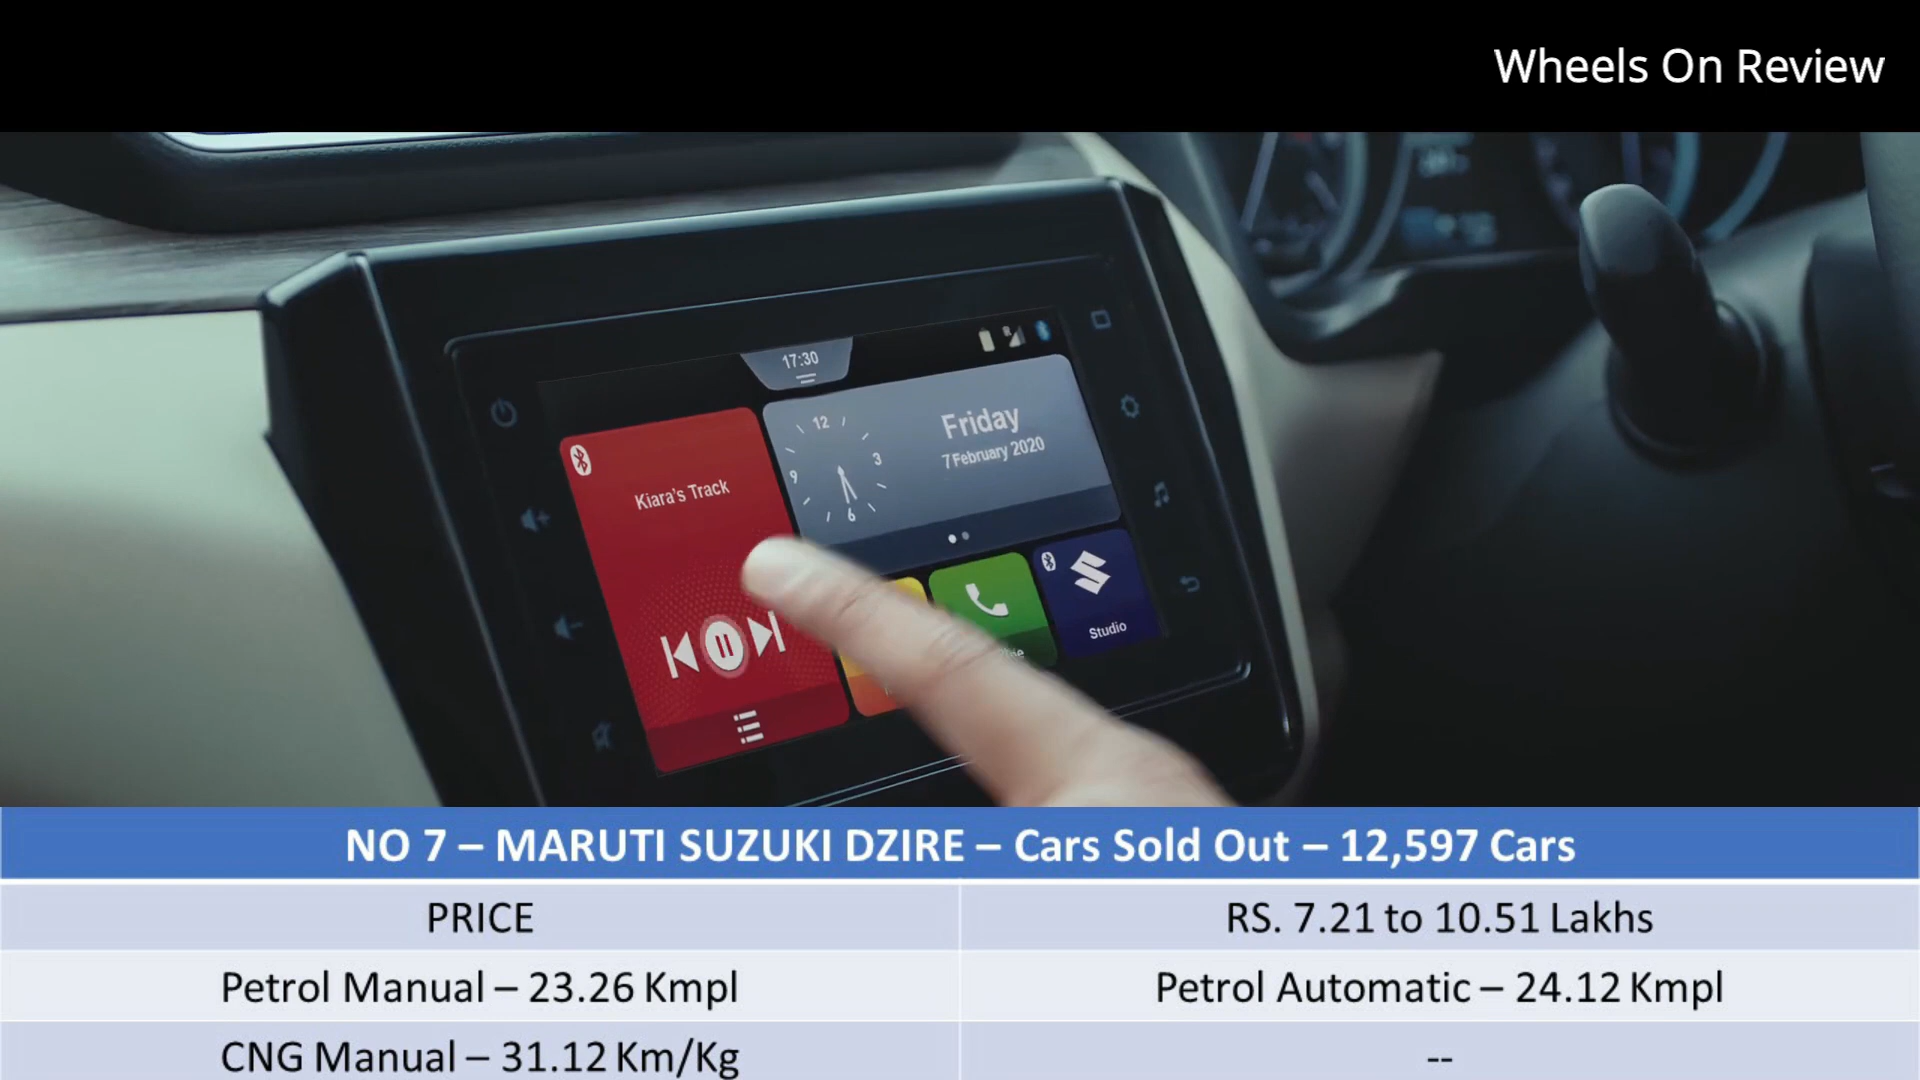 Wheels On Review
17:30
Kiara's Track
12
3
6
9
Friday
7 February 2020
Studio
NO 7 – MARUTI SUZUKI DZIRE – Cars Sold Out – 12,597 Cars
PRICE
RS. 7.21 to 10.51 Lakhs
Petrol Manual – 23.26 Kmpl
Petrol Automatic – 24.12 Kmpl
CNG Manual – 31.12 Km/Kg
--